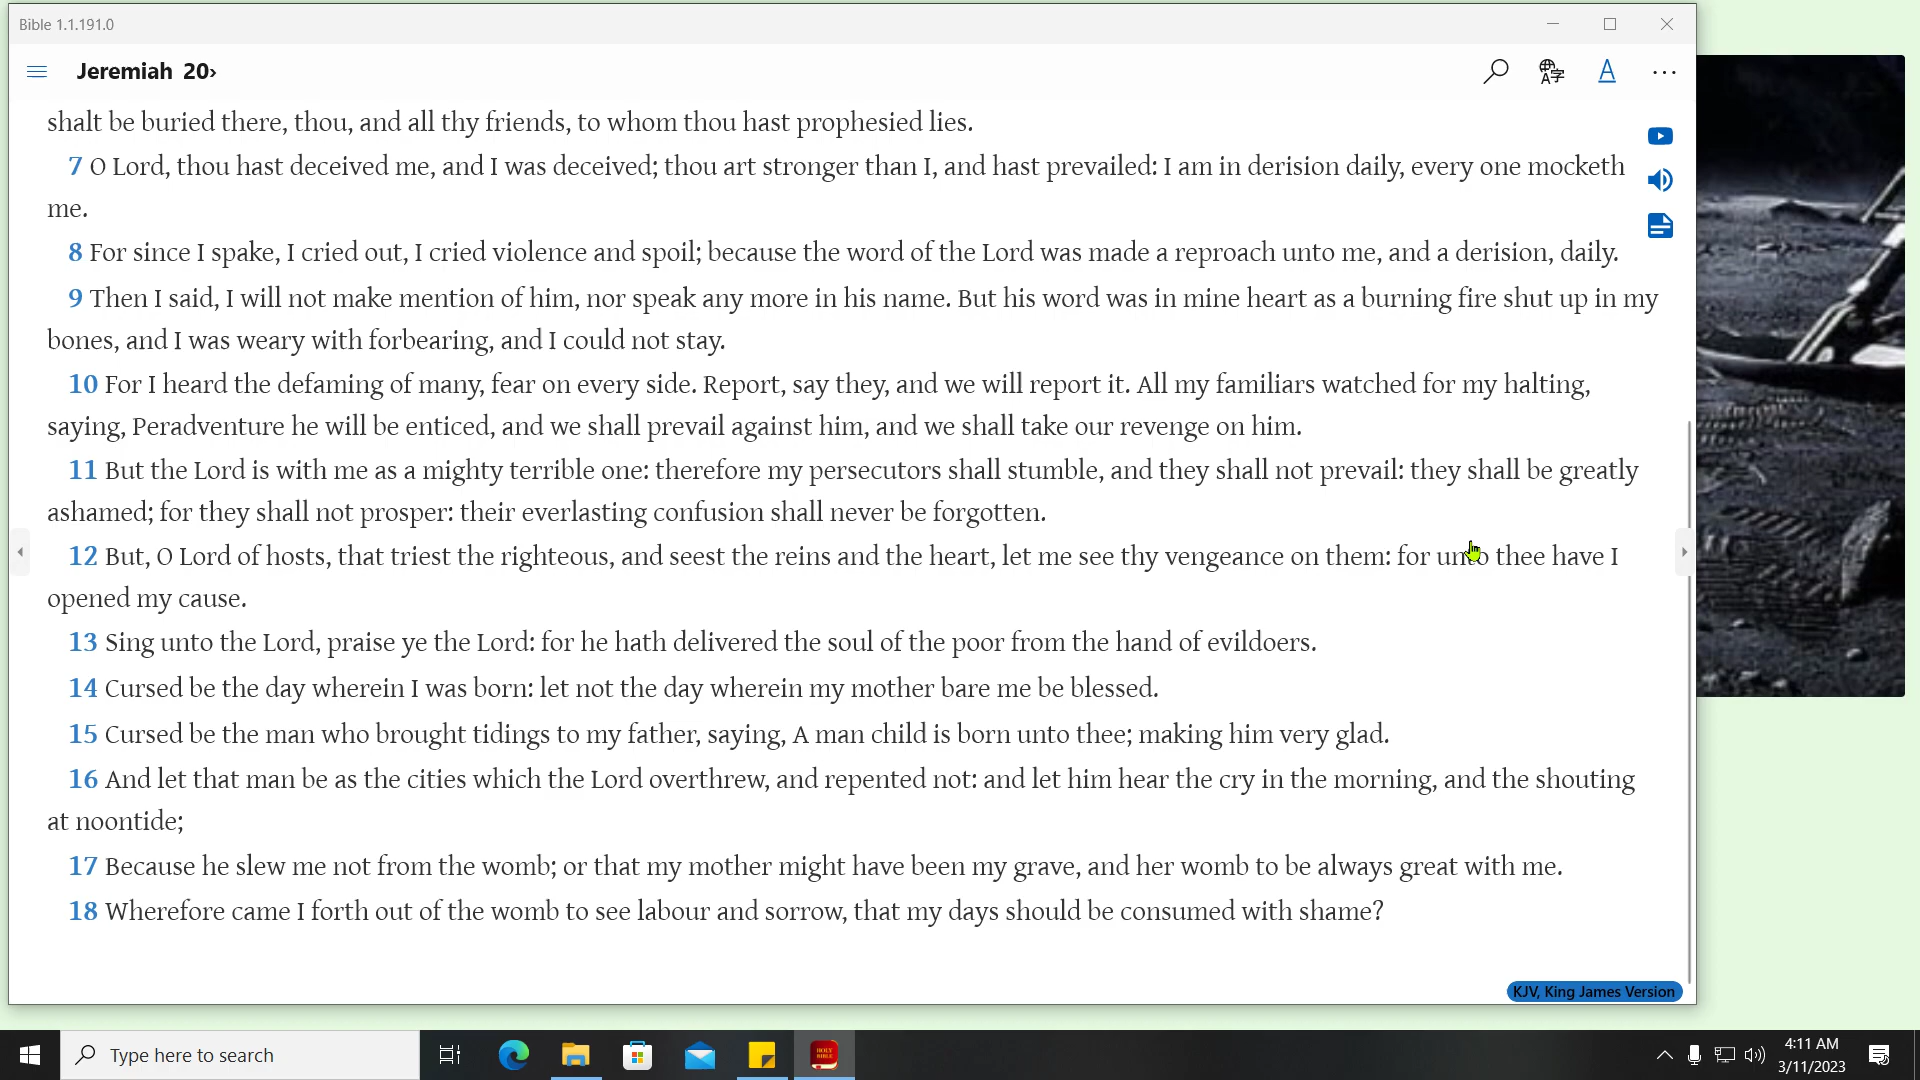 Bible 1.1.191.0
Jeremiah 20›
shalt be buried there, thou, and all thy friends, to whom thou hast prophesied lies.
7 O Lord, thou hast deceived me, and I was deceived; thou art stronger than I, and hast prevailed: I am in derision daily, every one mocketh
me.
8 For since I spake, I cried out, I cried violence and spoil; because the word of the Lord was made a reproach unto me, and a derision, daily.
9 Then I said, I will not make mention of him, nor speak any more in his name. But his word was in mine heart as a burning fire shut up in my
bones, and I was weary with forbearing, and I could not stay.
10 For I heard the defaming of many, fear on every side. Report, say they, and we will report it. All my familiars watched for my halting,
saying, Peradventure he will be enticed, and we shall prevail against him, and we shall take our revenge on him.
11 But the Lord is with me as a mighty terrible one: therefore my persecutors shall stumble, and they shall not prevail: they shall be greatly
ashamed; for they shall not prosper: their everlasting confusion shall never be forgotten.
12 But, O Lord of hosts, that triest the righteous, and seest the reins and the heart, let me see thy vengeance on them: for unto thee have I
opened my cause.
13 Sing unto the Lord, praise ye the Lord: for he hath delivered the soul of the poor from the hand of evildoers.
14 Cursed be the day wherein I was born: let not the day wherein my mother bare me be blessed.
15 Cursed be the man who brought tidings to my father, saying, A man child is born unto thee; making him very glad.
16 And let that man be as the cities which the Lord overthrew, and repented not: and let him hear the cry in the morning, and the shouting
at noontide;
17 Because he slew me not from the womb; or that my mother might have been my grave, and her womb to be always great with me.
18 Wherefore came I forth out of the womb to see labour and sorrow, that my days should be consumed with shame?
KJV, King James Version
Type here to search
HOLY BIBLE
4:11 AM
3/11/2023